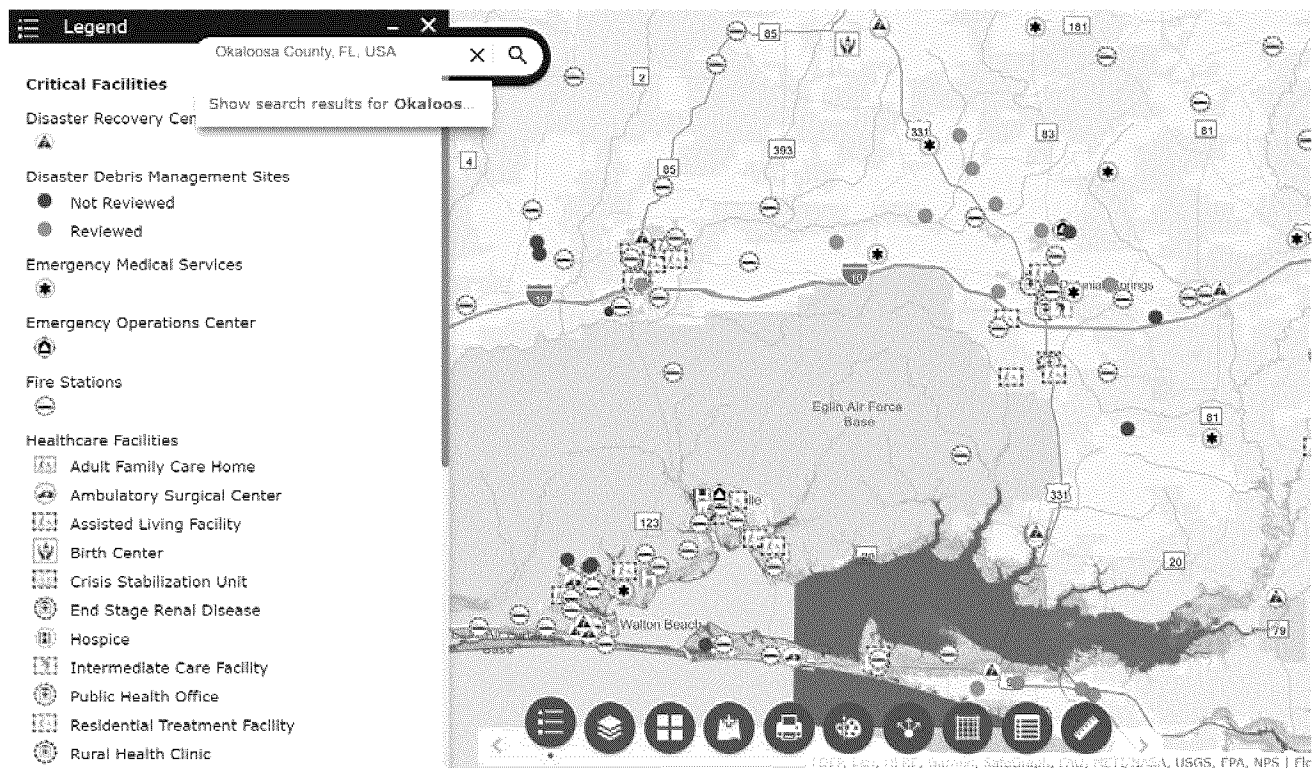 Legend
Okaloosa County, FL, USA
Show search results for Okaloos...
Critical Facilities
Disaster Recovery Cen
Disaster Debris Management Sites
Not Reviewed
Reviewed
Emergency Medical Services
Emergency Operations Center
Fire Stations
Healthcare Facilities
Adult Family Care Home
Ambulatory Surgical Center
Assisted Living Facility
Birth Center
Crisis Stabilization Unit
End Stage Renal Disease
Hospice
Intermediate Care Facility
Public Health Office
Residential Treatment Facility
Rural Health Clinic
85
181
2
331
83
81
393
4
85
10
Springs
Eglin Air Force
Base
81
331
123
20
Walton Beach
Base
79
USGS, EPA, NPS |